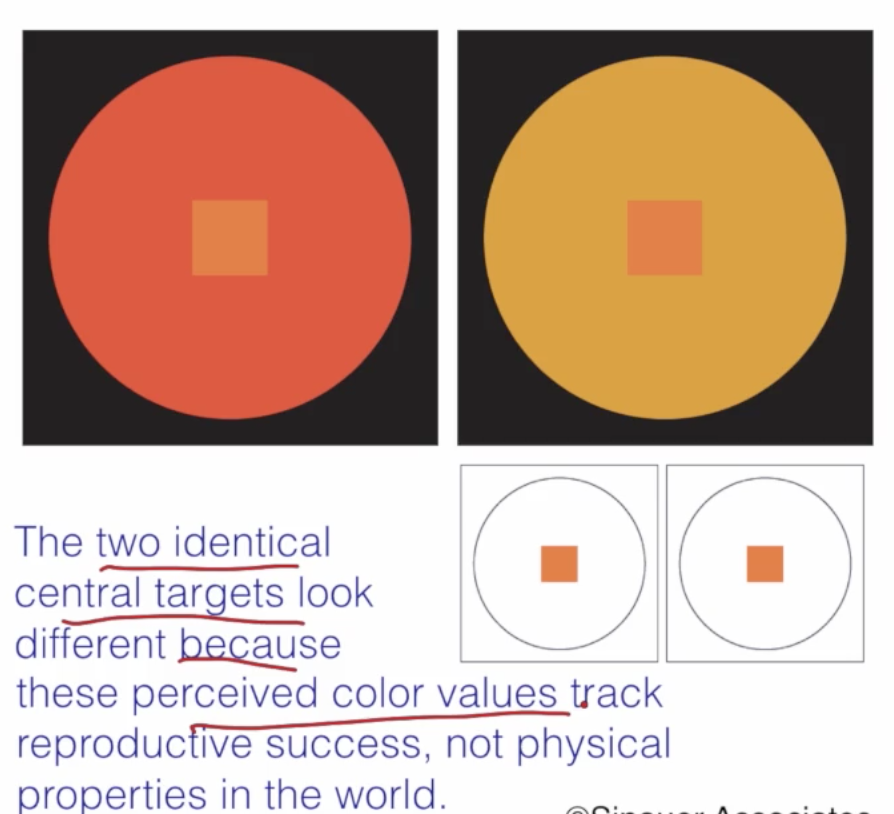 The two identical
central targets look
different because
these perceived color values track
reproductive success, not physical
properties in the world.
©Sinauer Associates